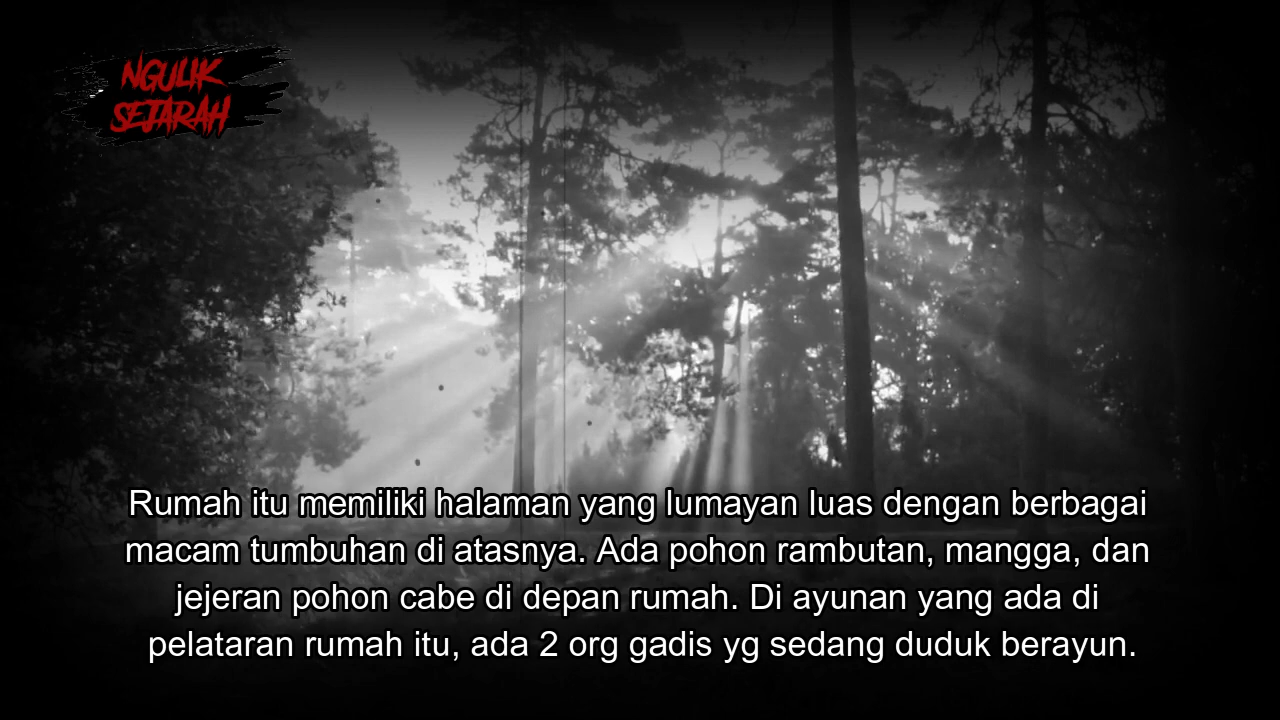 NGULIK
SEJARAH
Rumah itu memiliki halaman yang lumayan luas dengan berbagai
macam tumbuhan di atasnya. Ada pohon rambutan, mangga, dan
jejeran pohon cabe di depan rumah. Di ayunan yang ada di
pelataran rumah itu, ada 2 org gadis yg sedang duduk berayun.